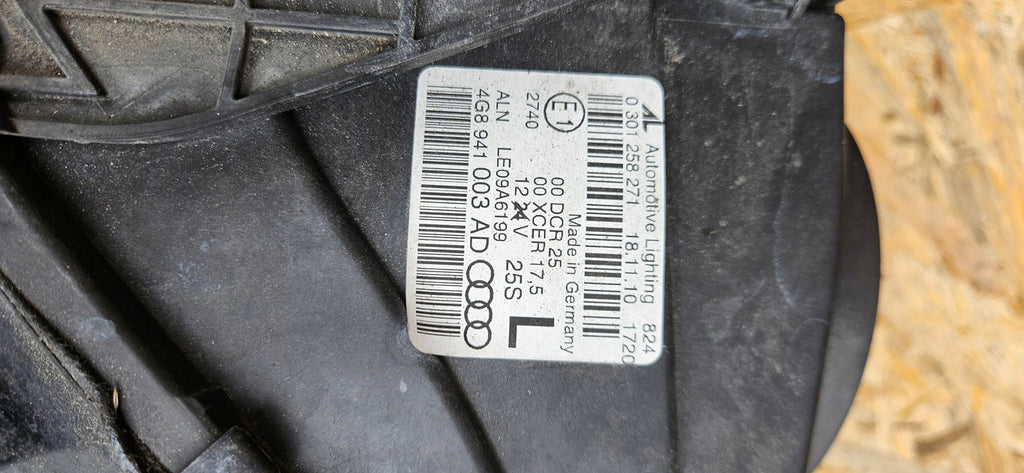 AL Automotive Lighting 824
0 301 258 271 18.11.10 1720
Made in Germany
E1 00 DCR 25
2740 00 XCER 17,5
12 V 25S L
ALN LE09A6199
4G8 941 003 AD